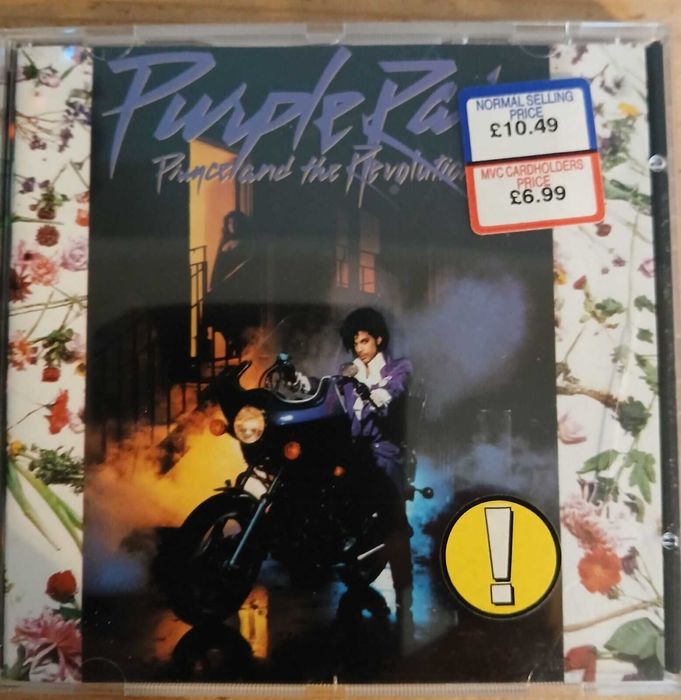 Purple Rai
Prince and the Revolutio
NORMAL SELLING
PRICE
£10.49
MVC CARDHOLDERS
PRICE
£6.99
!